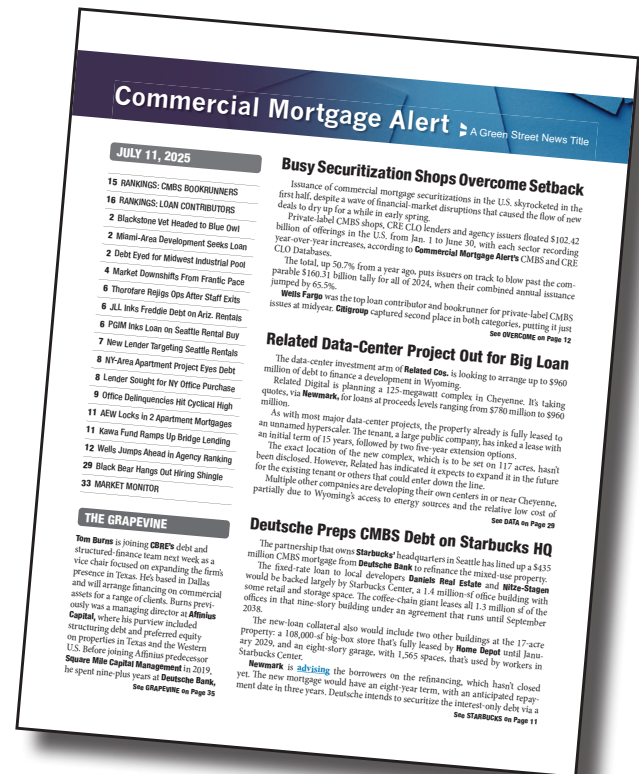 Commercial Mortgage Alert
A Green Street News Title
JULY 11, 2025
15 RANKINGS: CMBS BOOKRUNNERS
16 RANKINGS: LOAN CONTRIBUTORS
2 Blackstone Vet Headed to Blue Owl
2 Miami-Area Development Seeks Loan
2 Debt Eyed for Midwest Industrial Pool
4 Market Downshifts From Frantic Pace
6 Thorofare Rejigs Ops After Staff Exits
6 JLL Inks Freddie Debt on Ariz. Rentals
6 PGIM Inks Loan on Seattle Rental Buy
7 New Lender Targeting Seattle Rentals
8 NY-Area Apartment Project Eyes Debt
8 Lender Sought for NY Office Purchase
9 Office Delinquencies Hit Cyclical High
11 AEW Locks in 2 Apartment Mortgages
11 Kawa Fund Ramps Up Bridge Lending
12 Wells Jumps Ahead in Agency Ranking
29 Black Bear Hangs Out Hiring Shingle
33 MARKET MONITOR
THE GRAPEVINE
Tom Burns is joining CBRE's debt and
structured-finance team next week as a
vice chair focused on expanding the firm's
presence in Texas. He's based in Dallas
and will arrange financing on commercial
assets for a range of clients. Burns previ-
ously was a managing director at Affinius
Capital, where his purview included
structuring debt and preferred equity
on properties in Texas and the Western
U.S. Before joining Affinius predecessor
Square Mile Capital Management in 2019,
he spent nine-plus years at Deutsche Bank,
See GRAPEVINE on Page 35
Busy Securitization Shops Overcome Setback
Issuance of commercial mortgage securitizations in the U.S. skyrocketed in the
first half, despite a wave of financial-market disruptions that caused the flow of new
deals to dry up for a while in early spring.
Private-label CMBS shops, CRE CLO lenders and agency issuers floated $102.42
billion of offerings in the U.S. from Jan. 1 to June 30, with each sector recording
year-over-year increases, according to Commercial Mortgage Alert's CMBS and CRE
CLO Databases.
The total, up 50.7% from a year ago, puts issuers on track to blow past the com-
parable $160.31 billion tally for all of 2024, when their combined annual issuance
jumped by 65.5%.
Wells Fargo was the top loan contributor and bookrunner for private-label CMBS
issues at midyear. Citigroup captured second place in both categories, putting it just
See OVERCOME on Page 12
Related Data-Center Project Out for Big Loan
The data-center investment arm of Related Cos. is looking to arrange up to $960
million of debt to finance a development in Wyoming.
Related Digital is planning a 125-megawatt complex in Cheyenne. It's taking
quotes, via Newmark, for loans at proceeds levels ranging from $780 million to $960
million.
As with most major data-center projects, the property already is fully leased to
an unnamed hyperscaler. The tenant, a large public company, has inked a lease with
an initial term of 15 years, followed by two five-year extension options.
The exact location of the new complex, which is to be set on 117 acres, hasn't
been disclosed. However, Related has indicated it expects to expand it in the future
for the existing tenant or others that could enter down the line.
Multiple other companies are developing their own centers in or near Cheyenne,
partially due to Wyoming's access to energy sources and the relative low cost of
See DATA on Page 29
Deutsche Preps CMBS Debt on Starbucks HQ
The partnership that owns Starbucks' headquarters in Seattle has lined up a $435
million CMBS mortgage from Deutsche Bank to refinance the mixed-use property.
The fixed-rate loan to local developers Daniels Real Estate and Nitze-Stagen
would be backed largely by Starbucks Center, a 1.4 million-sf office building with
some retail and storage space. The coffee-chain giant leases all 1.3 million sf of the
offices in that nine-story building under an agreement that runs until September
2038.
The new-loan collateral also would include two other buildings at the 17-acre
property: a 108,000-sf big-box store that's fully leased by Home Depot until Janu-
ary 2029, and an eight-story garage, with 1,565 spaces, that's used by workers in
Starbucks Center.
Newmark is advising the borrowers on the refinancing, which hasn't closed
yet. The new mortgage would have an eight-year term, with an anticipated repay-
ment date in three years. Deutsche intends to securitize the interest-only debt via a
See STARBUCKS on Page 11